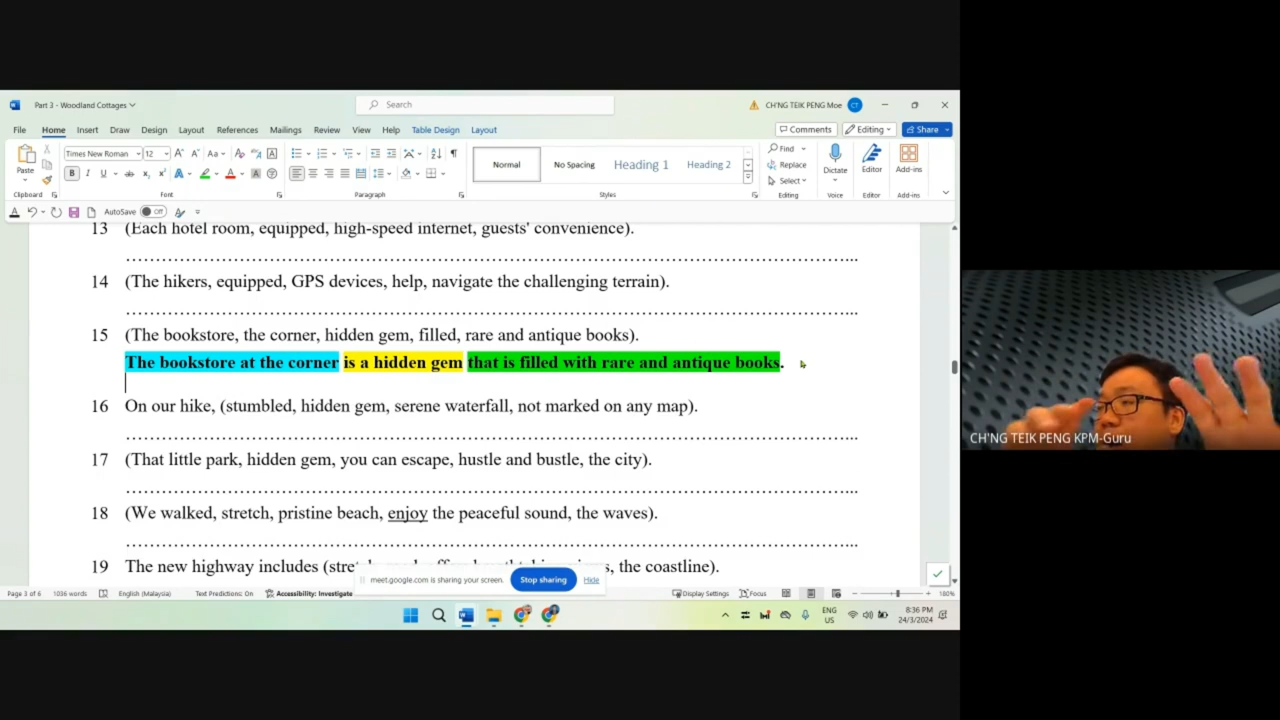 Part 3 - Woodland Cottages
Search
CH'NG TEIK PENG Moe
CT
File Home Insert Draw Design Layout References Mailings Review View Help Table Design Layout
Comments Editing Share
Paste
Times New Roman 12
Normal
No Spacing
Heading 1
Heading 2
Find
Replace
Select
Dictate
Editor
Add-ins
Clipboard Font Paragraph Styles Editing Voice Editor Add-ins
AutoSave Off
13 (Each hotel room, equipped, high-speed internet, guests' convenience).
14 (The hikers, equipped, GPS devices, help, navigate the challenging terrain).
15 (The bookstore, the corner, hidden gem, filled, rare and antique books).
The bookstore at the corner is a hidden gem that is filled with rare and antique books.
16 On our hike, (stumbled, hidden gem, serene waterfall, not marked on any map).
17 (That little park, hidden gem, you can escape, hustle and bustle, the city).
18 (We walked, stretch, pristine beach, enjoy the peaceful sound, the waves).
19 The new highway includes the coastline).
meet.google.com is sharing your screen. Stop sharing Hide
Page 3 of 6 1036 words English (Malaysia) Text Predictions: On Accessibility: Investigate Display Settings Focus 180%
ENG
US
8:36 PM
24/3/2024
CH'NG TEIK PENG KPM-Guru